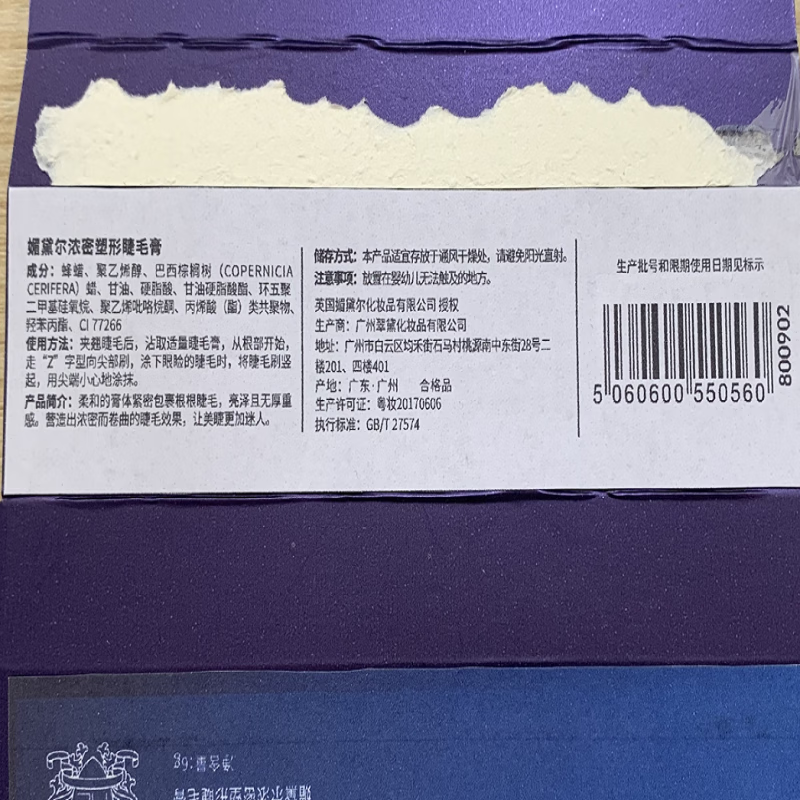 媚黛尔浓密塑形睫毛膏
成分：蜂蜡、聚乙烯醇、巴西棕榈树（COPERNICIA
CERIFERA）蜡、甘油、硬脂酸、甘油硬脂酸酯、环五聚
二甲基硅氧烷、聚乙烯吡咯烷酮、丙烯酸（酯）类共聚物、
羟苯丙酯、CI 77266
使用方法：夹翘睫毛后，沾取适量睫毛膏，从根部开始，
走“Z”字型向尖部刷，涂下眼睑的睫毛时，将睫毛刷竖
起，用尖端小心地涂抹。
产品简介：柔和的膏体紧密包裹根根睫毛，亮泽且无厚重
感。营造出浓密而卷曲的睫毛效果，让美睫更加迷人。
储存方式：本产品适宜存放于通风干燥处，请避免阳光直射。
注意事项：放置在婴幼儿无法触及的地方。
英国媚黛尔化妆品有限公司 授权
生产商：广州翠黛化妆品有限公司
地址：广州市白云区均禾街石马村桃源南中东街28号二
楼201、四楼401
产地：广东·广州 合格品
生产许可证：粤妆20170606
执行标准：GB/T 27574
生产批号和限期使用日期见标示
5 060600 550560
800902
净含量:6g
媚黛尔浓密塑形睫毛膏